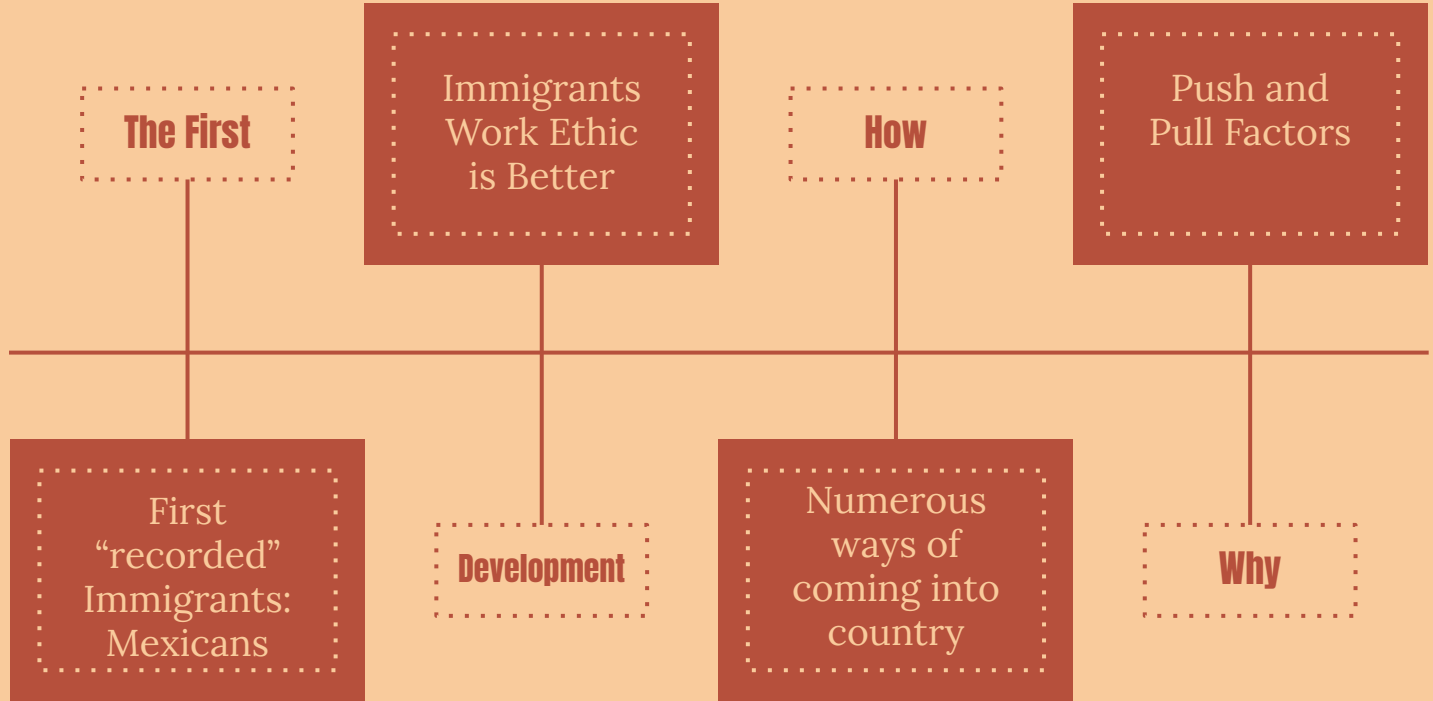 The First
First
“recorded”
Immigrants:
Mexicans
Immigrants
Work Ethic
is Better
Development
How
Numerous
ways of
coming into
country
Push and
Pull Factors
Why